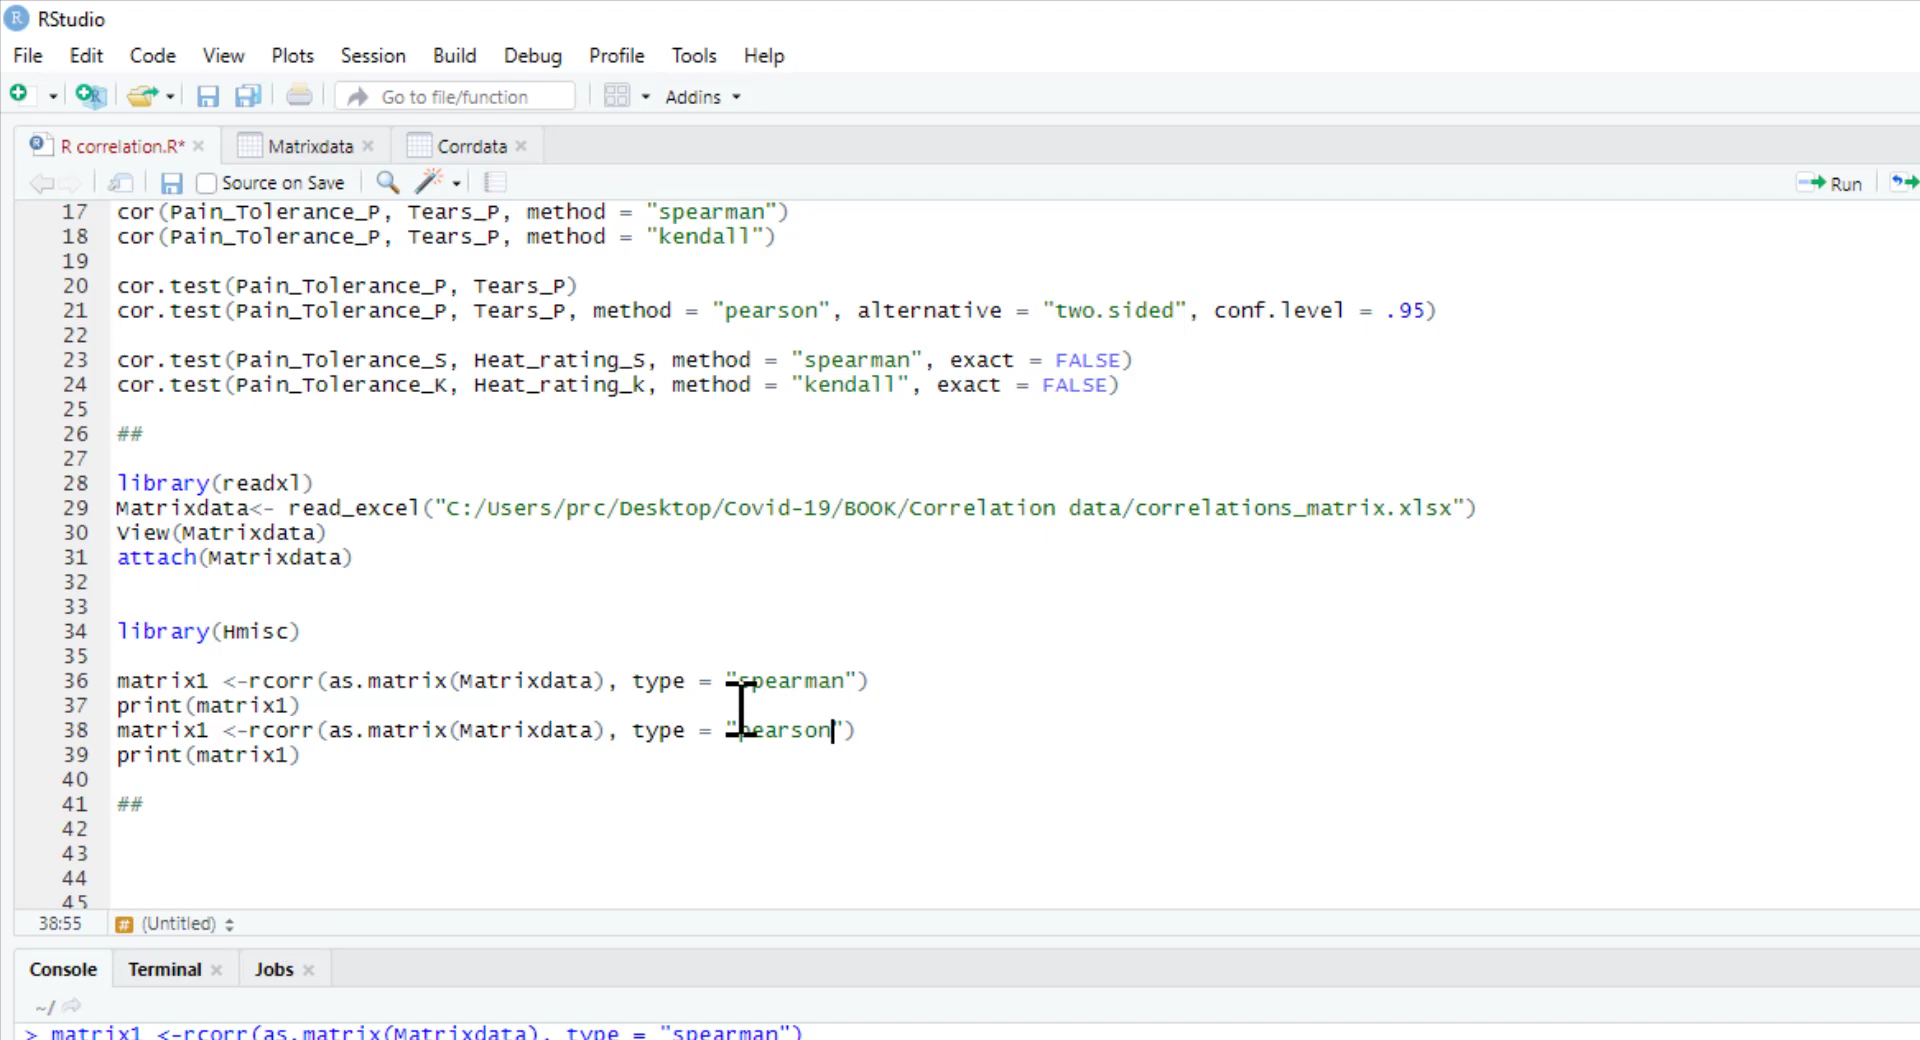 RStudio
File Edit Code View Plots Session Build Debug Profile Tools Help
Go to file/function Addins
R correlation.R* Matrixdata Corrdata
Source on Save Run
17 cor(Pain_Tolerance_P, Tears_P, method = "spearman")
18 cor(Pain_Tolerance_P, Tears_P, method = "kendall")
19
20 cor.test(Pain_Tolerance_P, Tears_P)
21 cor.test(Pain_Tolerance_P, Tears_P, method = "pearson", alternative = "two.sided", conf.level = .95)
22
23 cor.test(Pain_Tolerance_S, Heat_rating_S, method = "spearman", exact = FALSE)
24 cor.test(Pain_Tolerance_K, Heat_rating_k, method = "kendall", exact = FALSE)
25
26 ##
27
28 library(readxl)
29 Matrixdata<- read_excel("C:/Users/prc/Desktop/Covid-19/BOOK/Correlation data/correlations_matrix.xlsx")
30 View(Matrixdata)
31 attach(Matrixdata)
32
33
34 library(Hmisc)
35
36 matrix1 <-rcorr(as.matrix(Matrixdata), type = "spearman")
37 print(matrix1)
38 matrix1 <-rcorr(as.matrix(Matrixdata), type = "pearson")
39 print(matrix1)
40
41 ##
42
43
44
45
38:55 # (Untitled)
Console Terminal Jobs
~/
> matrix1 <-rcorr(as.matrix(Matrixdata), type = "spearman")